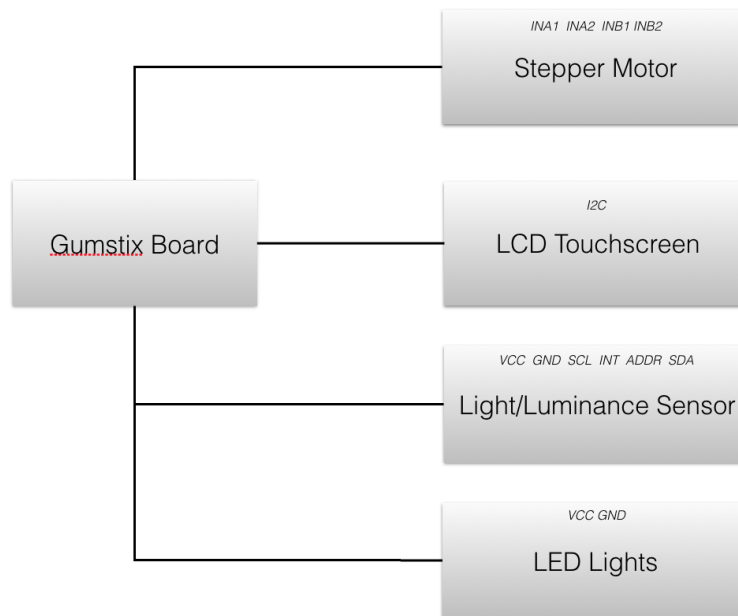 INA1 INA2 INB1 INB2
Stepper Motor
Gumstix Board
I2C
LCD Touchscreen
VCC GND SCL INT ADDR SDA
Light/Luminance Sensor
VCC GND
LED Lights